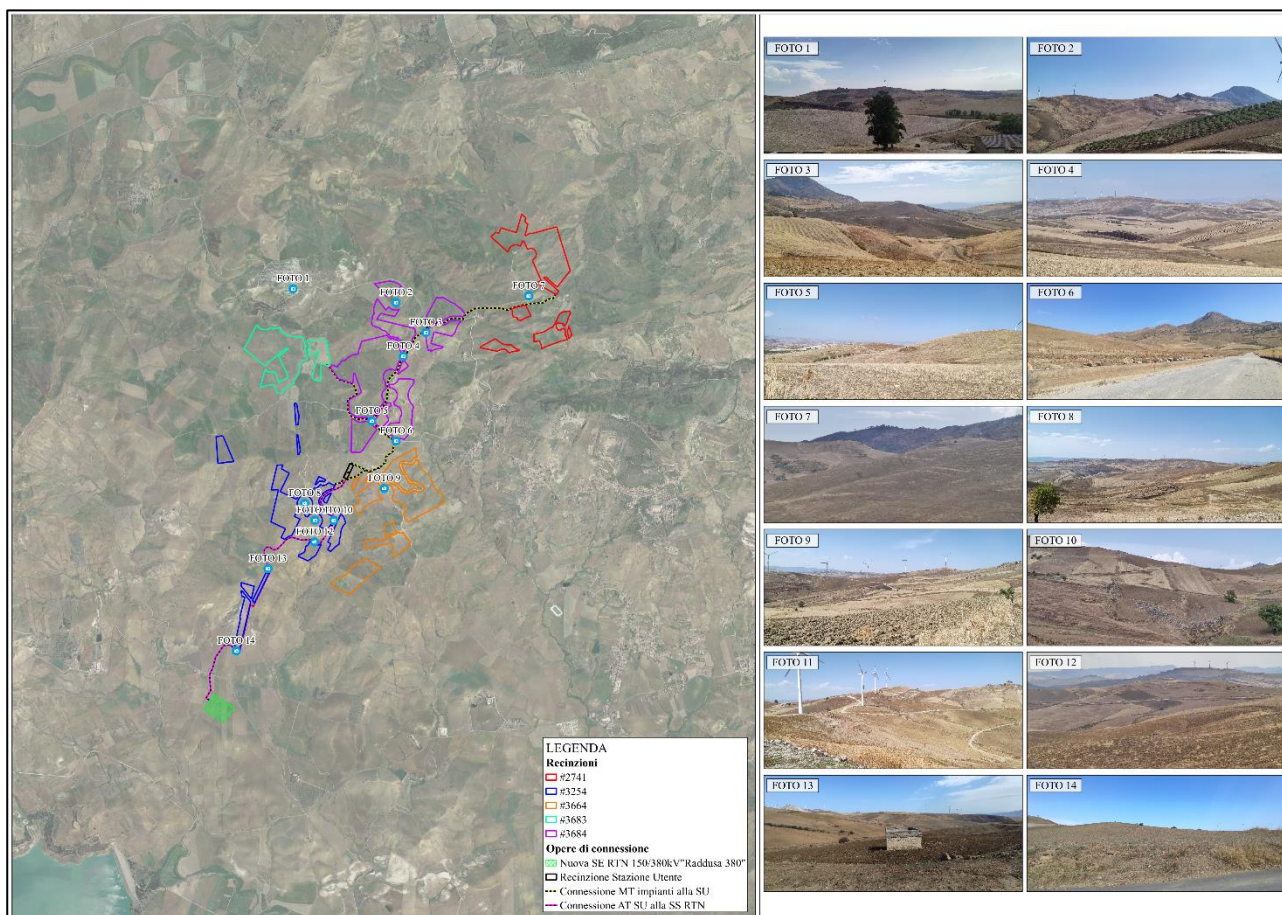 FOTO 1
FOTO 2
FOTO 7
FOTO 3
FOTO 4
FOTO 5
FOTO 6
FOTO 9
FOTO 8
FOTO 10
FOTO 12
FOTO 13
FOTO 14
LEGENDA
Recinzioni
#2741
#3254
#3664
#3683
#3684
Opere di connessione
Nuova SE RTN 150/380kV"Raddusa 380"
Recinzione Stazione Utente
Connessione MT impianti alla SU
Connessione AT SU alla SS RTN
FOTO 1
FOTO 2
FOTO 3
FOTO 4
FOTO 5
FOTO 6
FOTO 7
FOTO 8
FOTO 9
FOTO 10
FOTO 11
FOTO 12
FOTO 13
FOTO 14